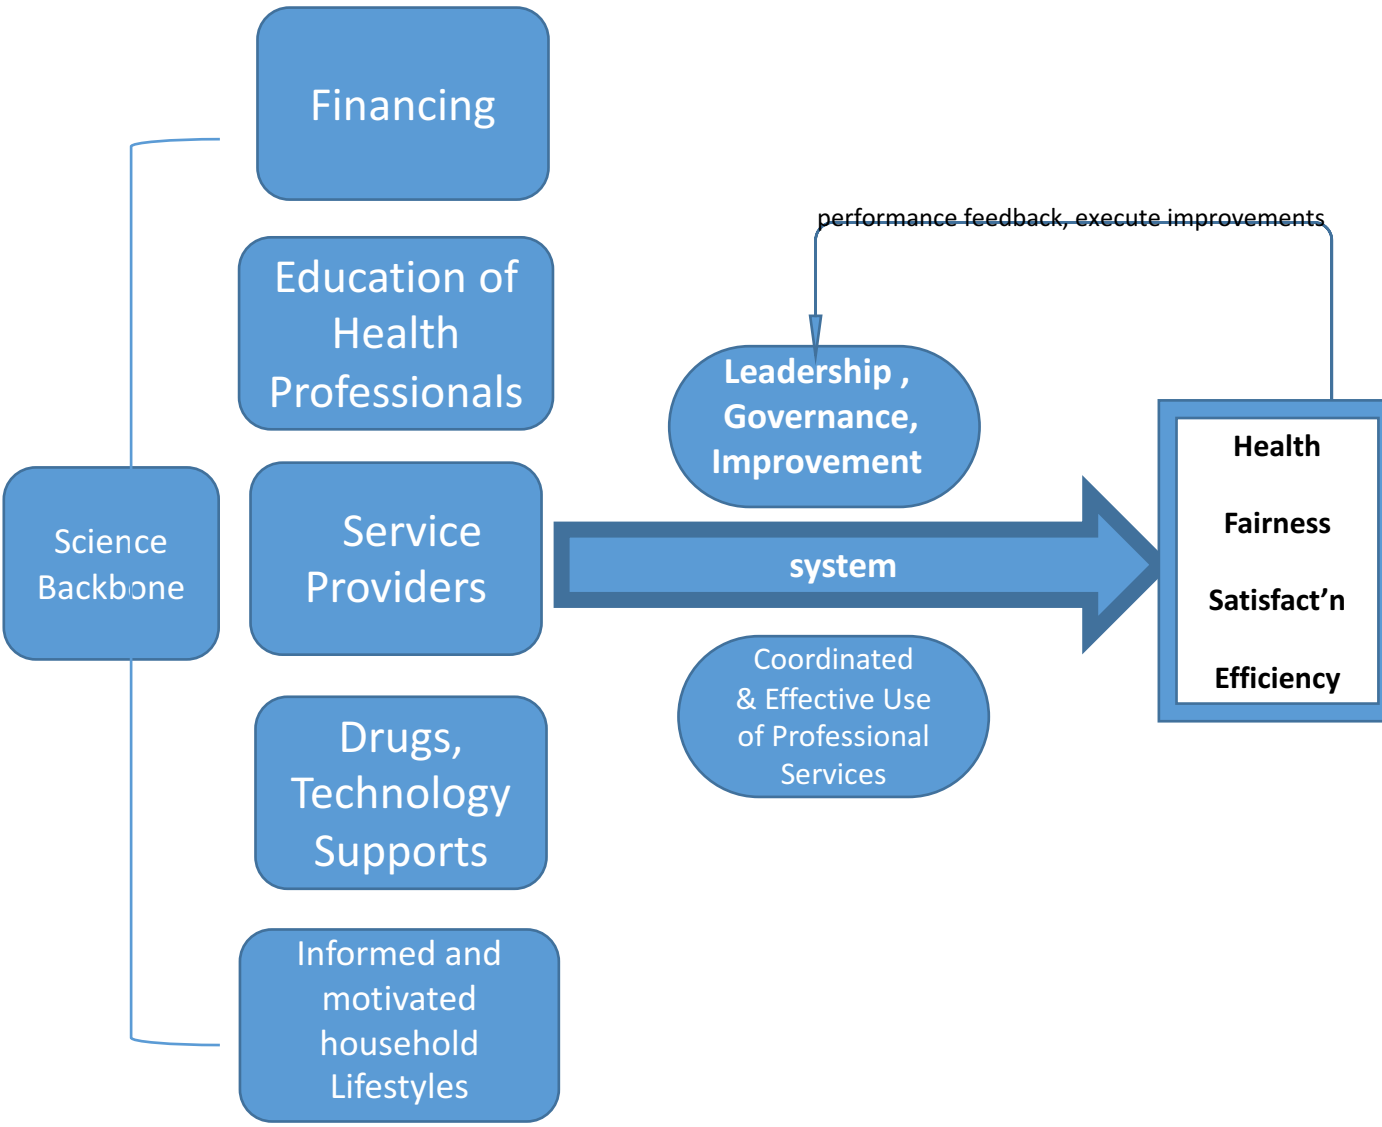 Financing
performance feedback, execute improvements
Education of
Health
Professionals
Leadership ,
Governance,
Improvement
Health
Fairness
Satisfact’n
Efficiency
Science
Backbone
Service
Providers
system
Coordinated
& Effective Use
of Professional
Services
Drugs,
Technology
Supports
Informed and
motivated
household
Lifestyles